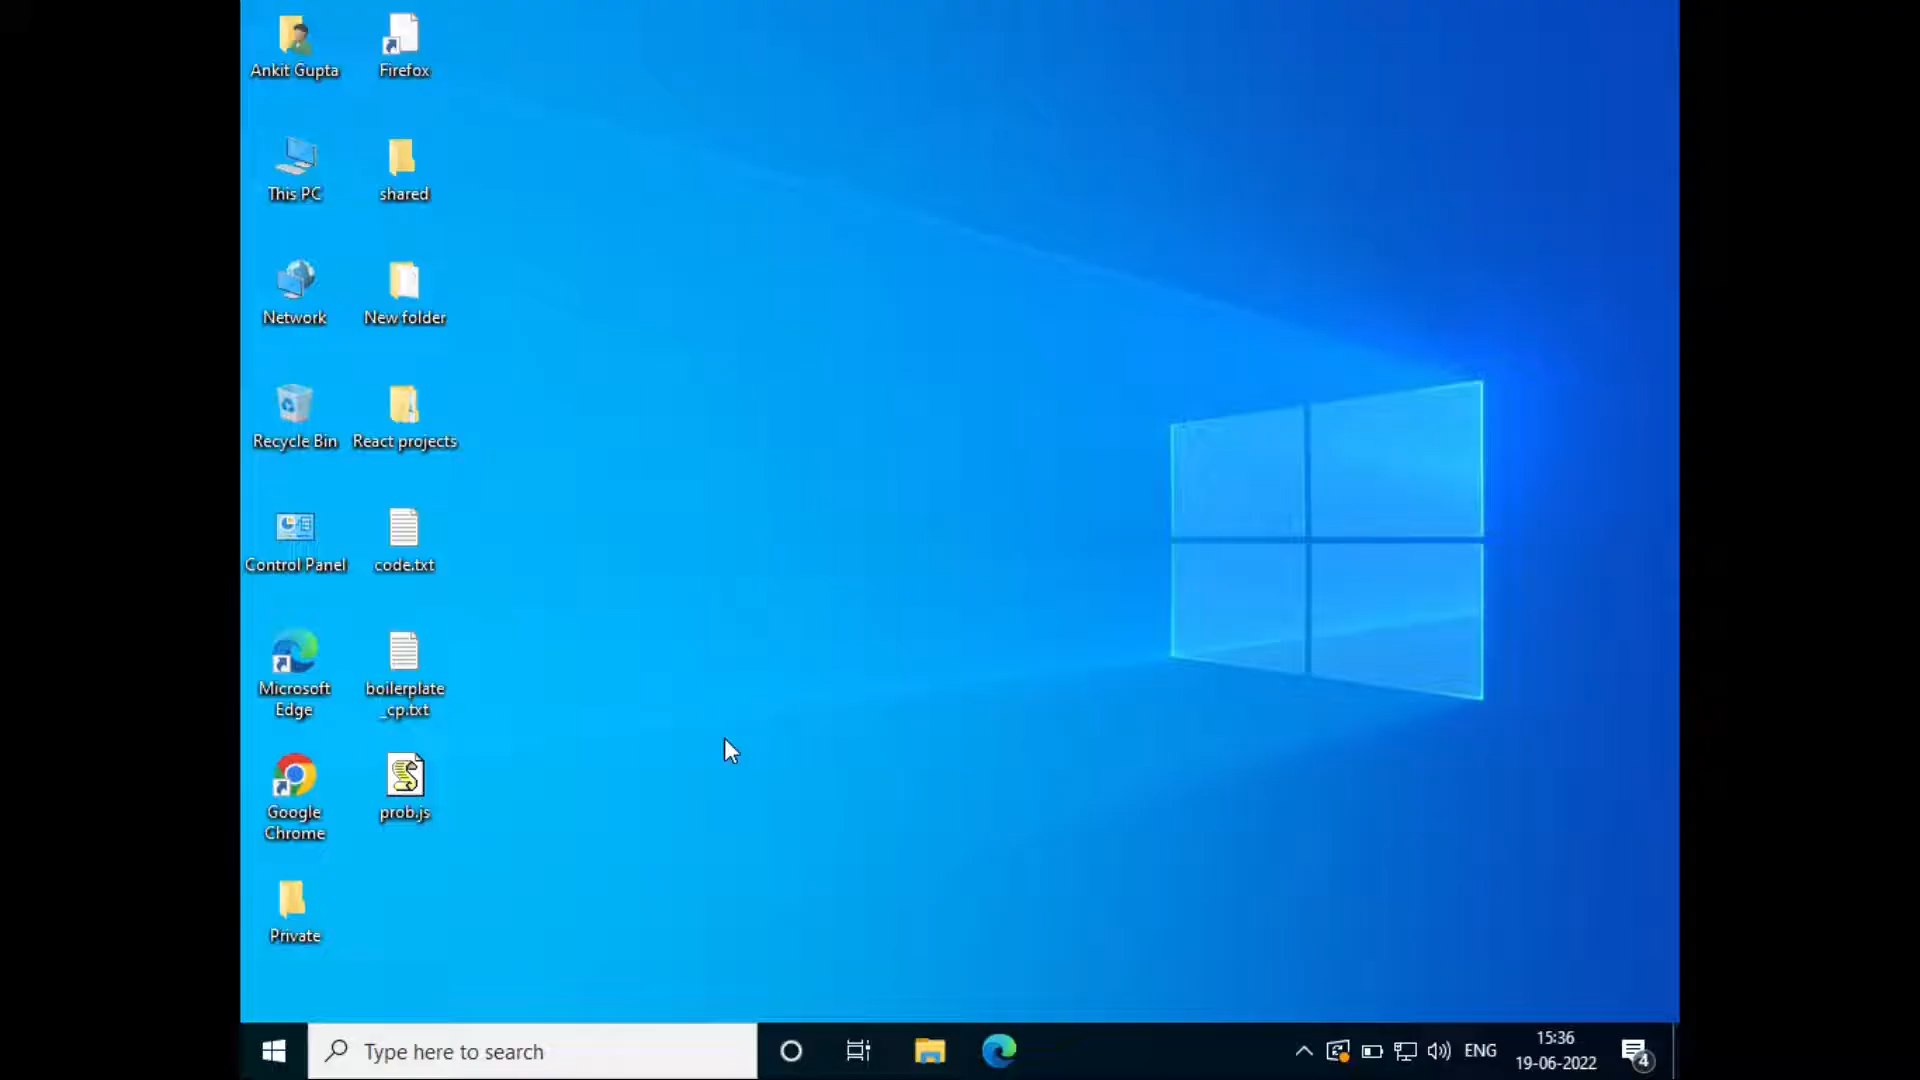 Ankit Gupta
Firefox
This PC
shared
Network
New folder
Recycle Bin
React projects
Control Panel
code.txt
Microsoft
Edge
boilerplate
_cp.txt
Google
Chrome
prob.js
Private
Type here to search
ENG
15:36
19-06-2022
4